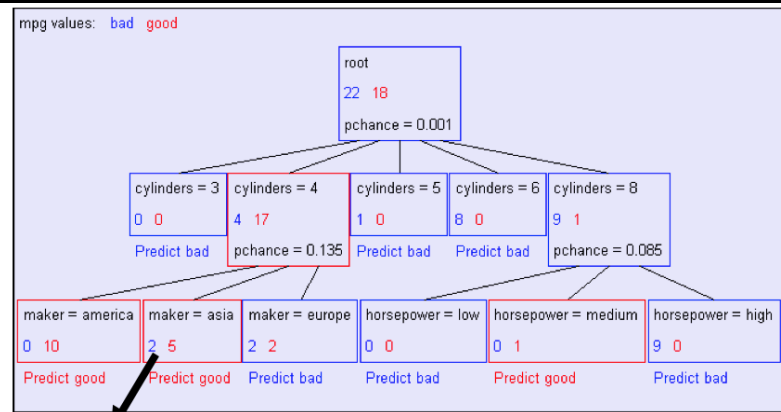 mpg values: bad good
root
22 18
pchance = 0.001
cylinders = 3 cylinders = 4 cylinders = 5 cylinders = 6 cylinders = 8
0 0 4 17 1 0 8 0 9 1
Predict bad pchance = 0.135 Predict bad Predict bad pchance = 0.085
maker = america maker = asia maker = europe horsepower = low horsepower = medium horsepower = high
0 10 2 5 2 2 0 0 0 1 9 0
Predict good Predict good Predict bad Predict bad Predict good Predict bad